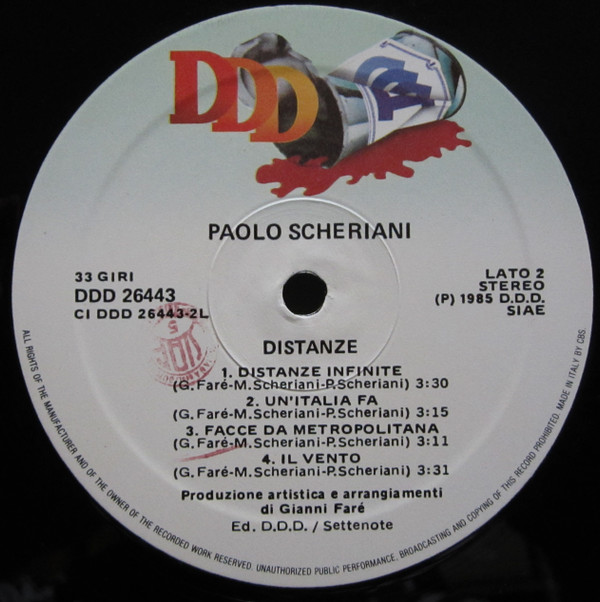 DDD
PAOLO SCHERIANI
33 GIRI
DDD 26443
CI DDD 26443-2L
LATO 2
STEREO
(P) 1985 D.D.D.
SIAE
DISTANZE
1. DISTANZE INFINITE
(G. Faré-M.Scheriani-P.Scheriani) 3:30
2. UN'ITALIA FA
(G. Faré-M.Scheriani-P.Scheriani) 3:15
3. FACCE DA METROPOLITANA
(G. Faré-M.Scheriani-P.Scheriani) 3:11
4. IL VENTO
(G. Faré-M.Scheriani-P.Scheriani) 3:31
Produzione artistica e arrangiamenti
di Gianni Faré
Ed. D.D.D. / Settenote
ALL RIGHTS OF THE MANUFACTURER AND OF THE OWNER OF THE RECORDED WORK RESERVED. UNAUTHORIZED PUBLIC PERFORMANCE, BROADCASTING AND COPYING OF THIS RECORD PROHIBITED. MADE IN ITALY BY CBS.